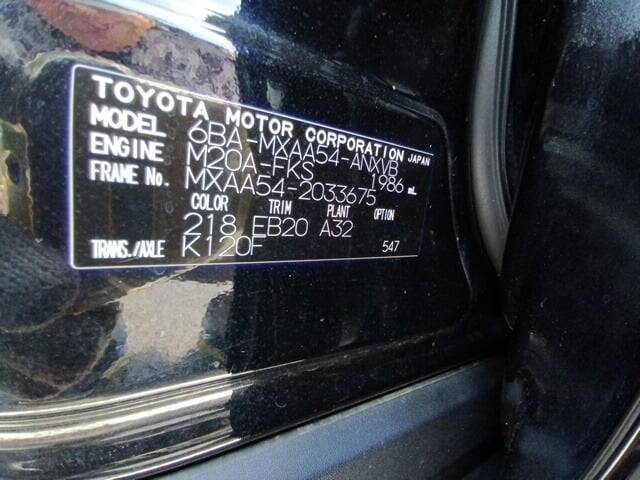 TOYOTA MOTOR CORPORATION JAPAN
MODEL 6BA-MXAA54-ANXVB
ENGINE M20A-FKS 1986 mL
FRAME No. MXAA54-2033675
COLOR TRIM PLANT OPTION
218 EB20 A32
TRANS./AXLE K120F 547